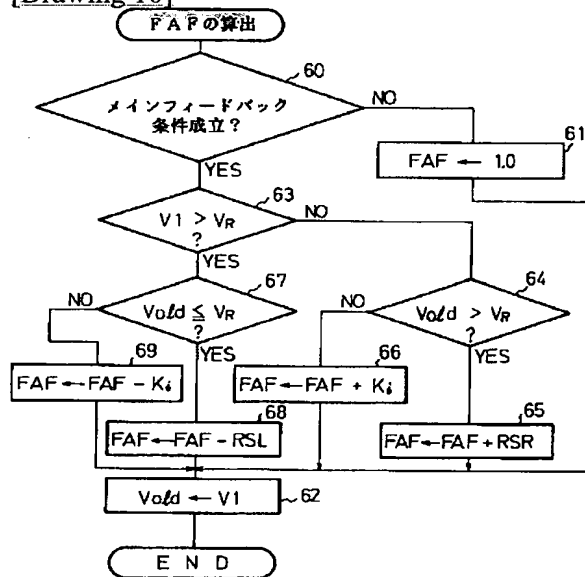 [Drawing 10]
FAFの算出
60
メインフィードバック
条件成立?
NO
YES
61
FAF ← 1.0
63
V1 > VR
?
NO
YES
67
Vold ≦ VR
?
NO
YES
64
Vold > VR
?
NO
YES
69
FAF ← FAF - Ki
66
FAF ← FAF + Ki
68
FAF ← FAF - RSL
65
FAF ← FAF + RSR
Vold ← V1
62
END